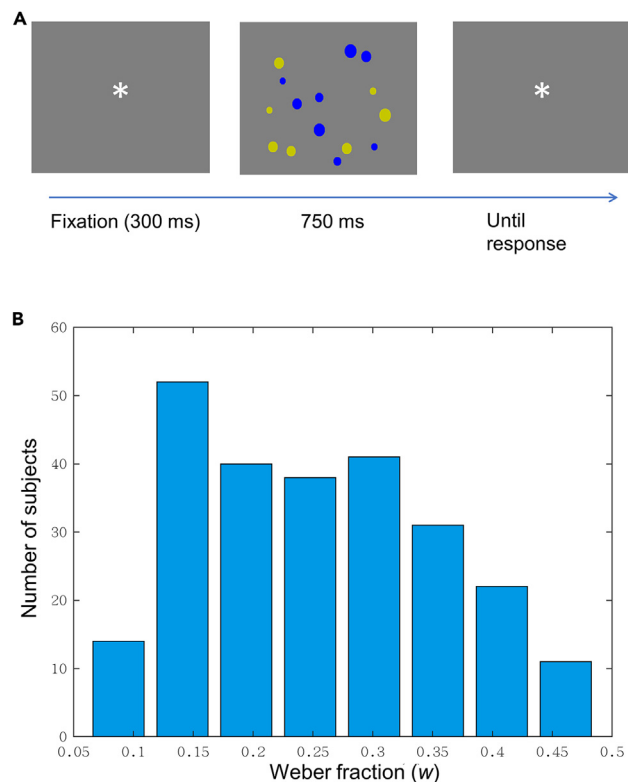 A
*
*
Fixation (300 ms)
750 ms
Until
response
B
60
50
40
30
20
10
0
Number of subjects
0.05 0.1 0.15 0.2 0.25 0.3 0.35 0.4 0.45 0.5
Weber fraction (w)